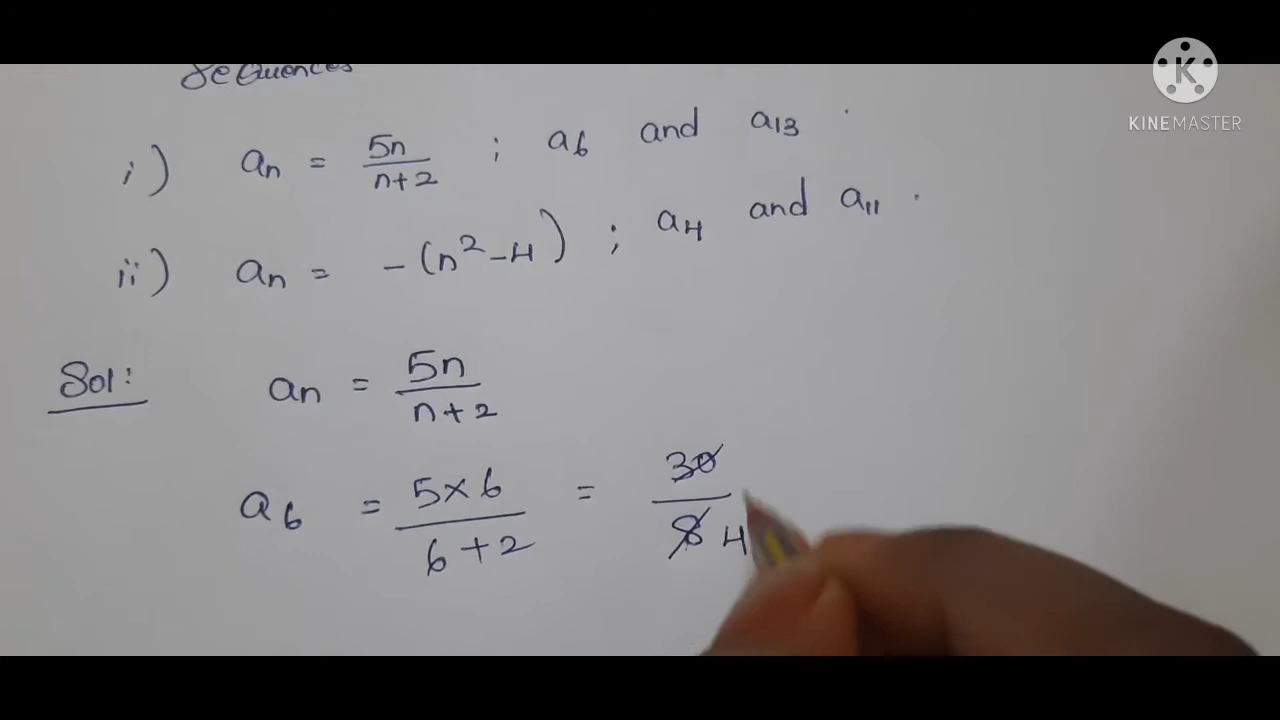 Sequences
KINEMASTER
i) an = 5n/n+2 ; a6 and a13 .
ii) an = -(n²-4) ; a4 and a11 .
Sol: an = 5n/n+2
a6 = 5×6/6+2 = 30/8 4